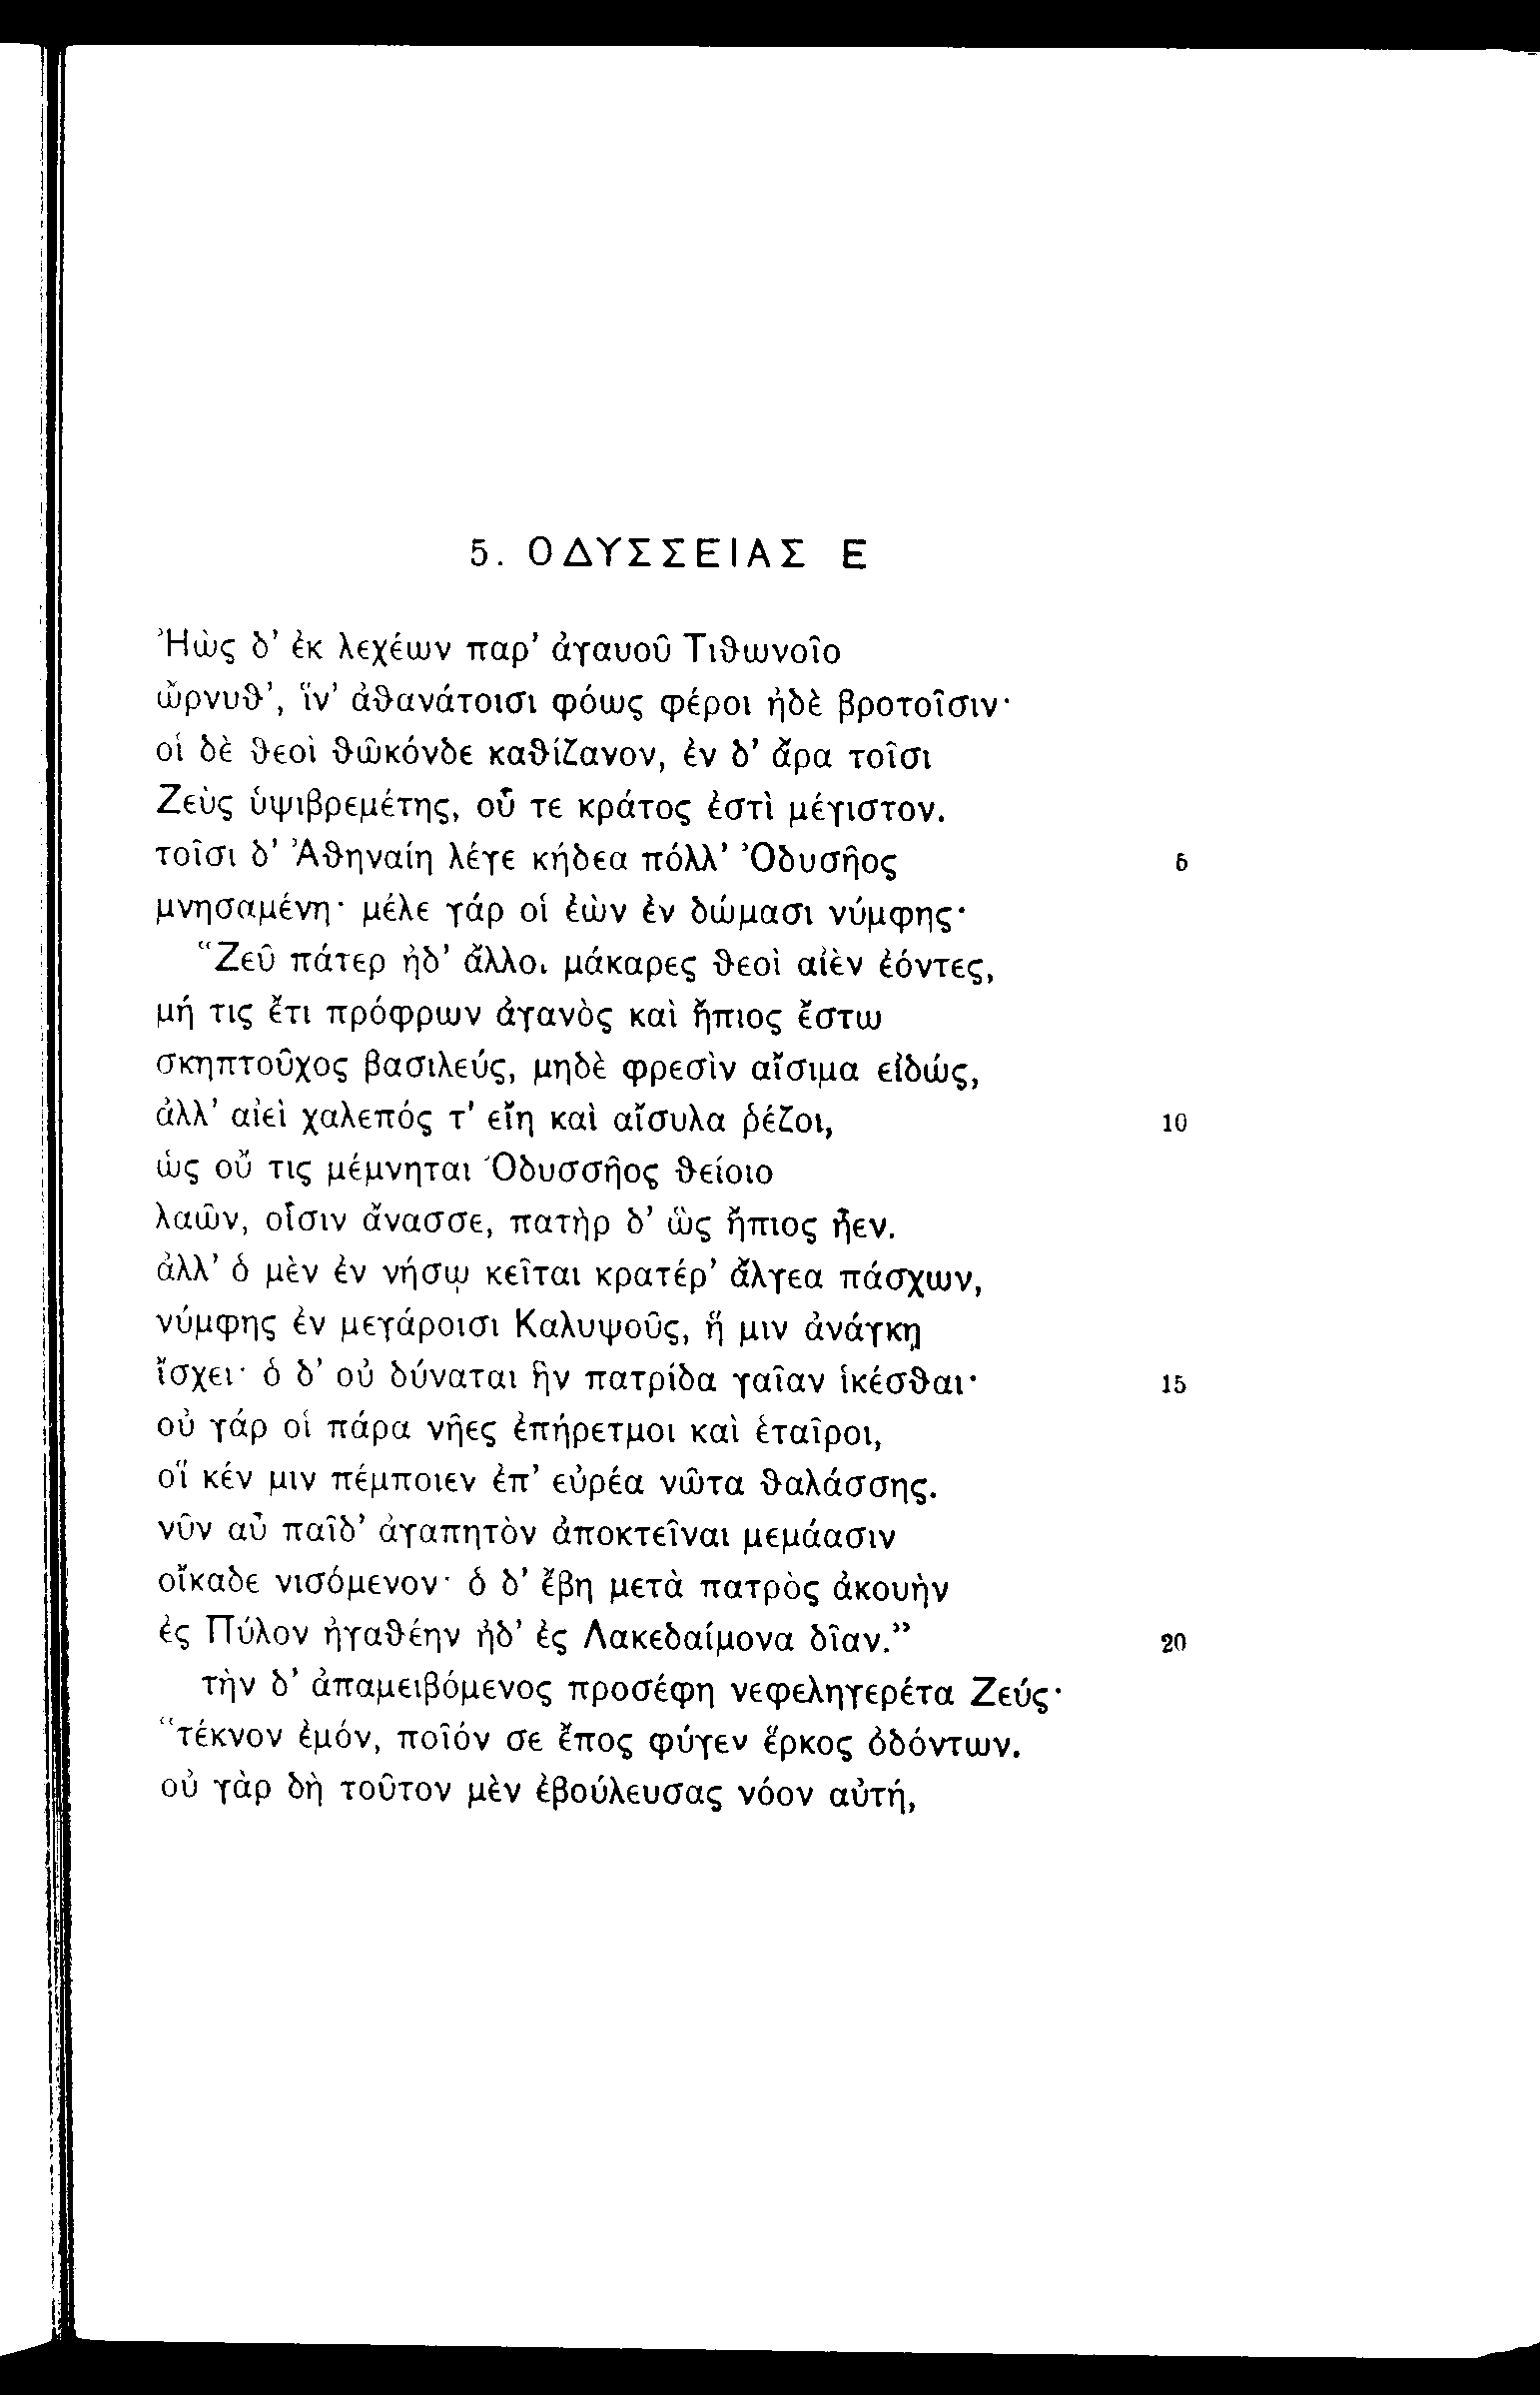 5. ΟΔΥΣΣΕΙΑΣ Ε
Ἠὼς δ’ ἐκ λεχέων παρ’ ἀγαυοῦ Τιϑωνοῖο
ὤρνυϑ’, ἵν’ ἀϑανάτοισι φόως φέροι ἠδὲ βροτοῖσιν·
οἱ δὲ ϑεοὶ ϑῶκόνδε καϑίζανον, ἐν δ’ ἄρα τοῖσι
Ζεὺς ὑψιβρεμέτης, οὗ τε κράτος ἐστὶ μέγιστον.
τοῖσι δ’ Ἀϑηναίη λέγε κήδεα πόλλ’ Ὀδυσῆος 5
μνησαμένη· μέλε γάρ οἱ ἐὼν ἐν δώμασι νύμφης·
“Ζεῦ πάτερ ἠδ’ ἄλλοι μάκαρες ϑεοὶ αἰὲν ἐόντες,
μή τις ἔτι πρόφρων ἀγανὸς καὶ ἤπιος ἔστω
σκηπτοῦχος βασιλεύς, μηδὲ φρεσὶν αἴσιμα εἰδώς,
ἀλλ’ αἰεὶ χαλεπός τ’ εἴη καὶ αἴσυλα ῥέζοι, 10
ὡς οὔ τις μέμνηται Ὀδυσσῆος ϑείοιο
λαῶν, οἷσιν ἄνασσε, πατὴρ δ’ ὣς ἤπιος ἦεν.
ἀλλ’ ὁ μὲν ἐν νήσῳ κεῖται κρατέρ’ ἄλγεα πάσχων,
νύμφης ἐν μεγάροισι Καλυψοῦς, ἥ μιν ἀνάγκῃ
ἴσχει· ὁ δ’ οὐ δύναται ἣν πατρίδα γαῖαν ἱκέσϑαι· 15
οὐ γάρ οἱ πάρα νῆες ἐπήρετμοι καὶ ἑταῖροι,
οἵ κέν μιν πέμποιεν ἐπ’ εὐρέα νῶτα ϑαλάσσης.
νῦν αὖ παῖδ’ ἀγαπητὸν ἀποκτεῖναι μεμάασιν
οἴκαδε νισόμενον· ὁ δ’ ἔβη μετὰ πατρὸς ἀκουὴν
ἐς Πύλον ἠγαϑέην ἠδ’ ἐς Λακεδαίμονα δῖαν.” 20
τὴν δ’ ἀπαμειβόμενος προσέφη νεφεληγερέτα Ζεύς·
“τέκνον ἐμόν, ποῖόν σε ἔπος φύγεν ἕρκος ὀδόντων.
οὐ γὰρ δὴ τοῦτον μὲν ἐβούλευσας νόον αὐτή,